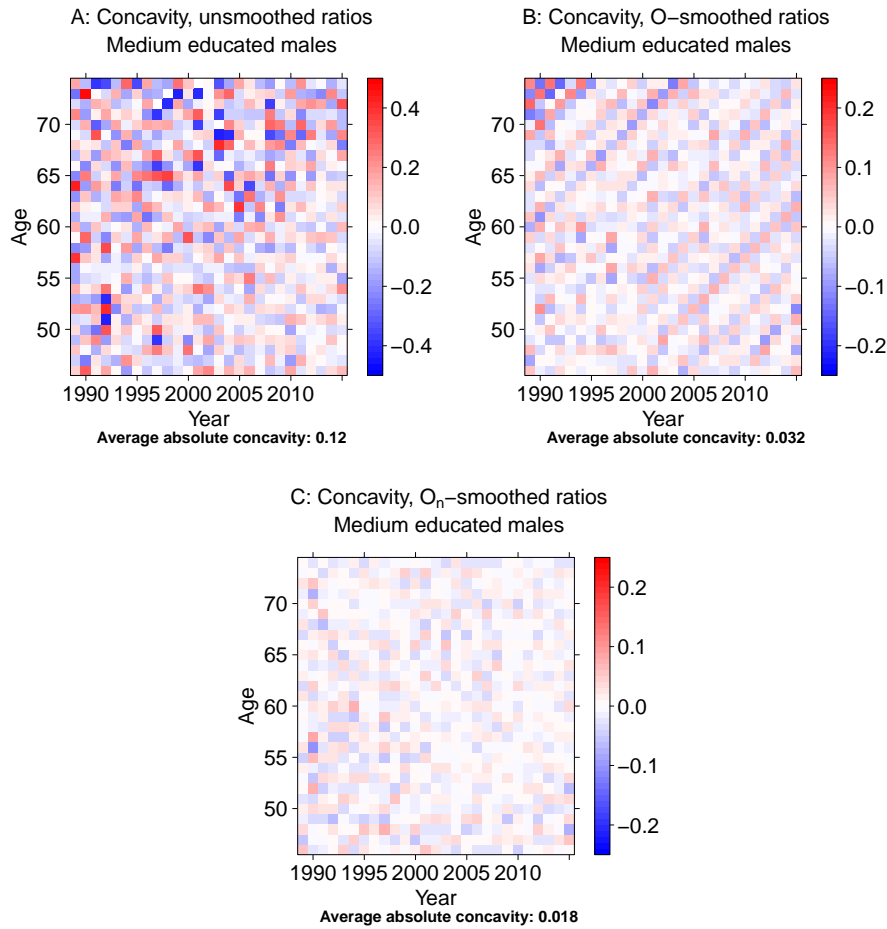 A: Concavity, unsmoothed ratios
Medium educated males
Age
70
65
60
55
50
1990 1995 2000 2005 2010
Year
Average absolute concavity: 0.12
0.4
0.2
0.0
−0.2
−0.4
B: Concavity, O−smoothed ratios
Medium educated males
Age
70
65
60
55
50
1990 1995 2000 2005 2010
Year
Average absolute concavity: 0.032
0.2
0.1
0.0
−0.1
−0.2
C: Concavity, Oₙ−smoothed ratios
Medium educated males
Age
70
65
60
55
50
1990 1995 2000 2005 2010
Year
Average absolute concavity: 0.018
0.2
0.1
0.0
−0.1
−0.2